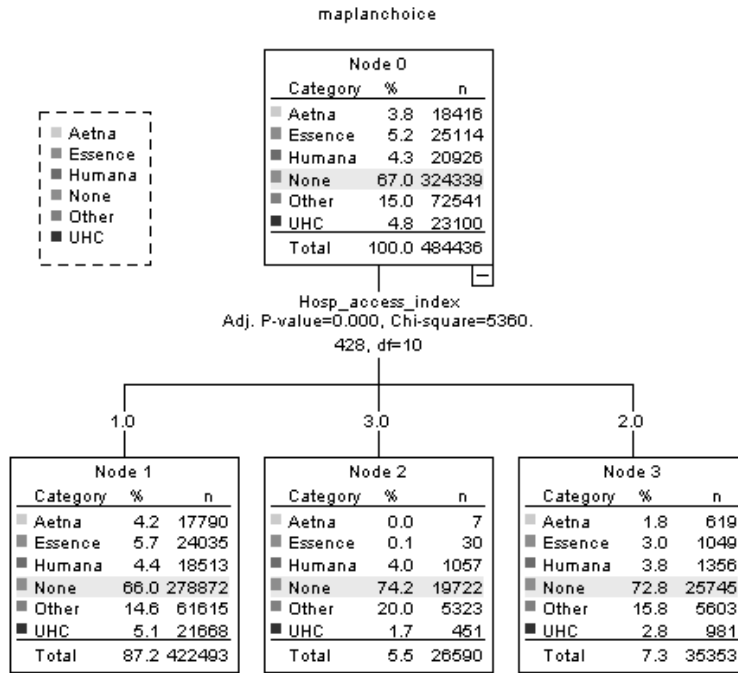 maplanchoice
Node 0
Category % n
Aetna 3.8 18416
Essence 5.2 25114
Humana 4.3 20926
None 67.0 324339
Other 15.0 72541
UHC 4.8 23100
Total 100.0 484436
Aetna
Essence
Humana
None
Other
UHC
Hosp_access_index
Adj. P-value=0.000, Chi-square=5360.
428, df=10
1.0
3.0
2.0
Node 1
Category % n
Aetna 4.2 17790
Essence 5.7 24035
Humana 4.4 18513
None 66.0 278872
Other 14.6 61615
UHC 5.1 21668
Total 87.2 422493
Node 2
Category % n
Aetna 0.0 7
Essence 0.1 30
Humana 4.0 1057
None 74.2 19722
Other 20.0 5323
UHC 1.7 451
Total 5.5 26590
Node 3
Category % n
Aetna 1.8 619
Essence 3.0 1049
Humana 3.8 1356
None 72.8 25745
Other 15.8 5603
UHC 2.8 981
Total 7.3 35353